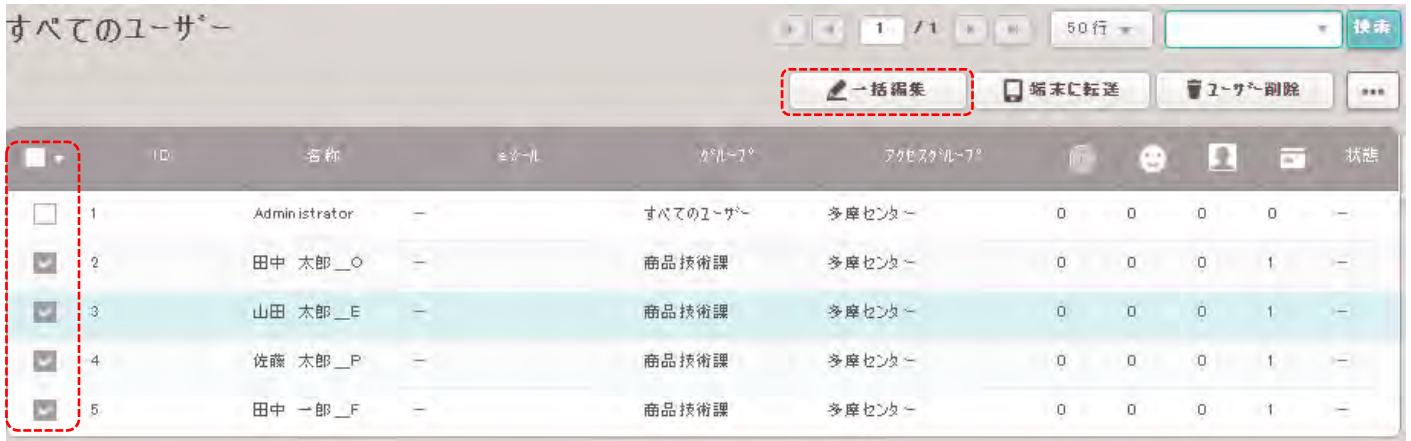 すべてのユーザー
1 /1 50行 検索
一括編集 端末に転送 ユーザー削除 •••
ID 名称 eメール グループ アクセスグループ 状態
1 Administrator — すべてのユーザー 多摩センター 0 0 0 0 —
2 田中 太郎__O — 商品技術課 多摩センター 0 0 0 1 —
3 山田 太郎__E — 商品技術課 多摩センター 0 0 0 1 —
4 佐藤 太郎__P — 商品技術課 多摩センター 0 0 0 1 —
5 田中 一郎__F — 商品技術課 多摩センター 0 0 0 1 —